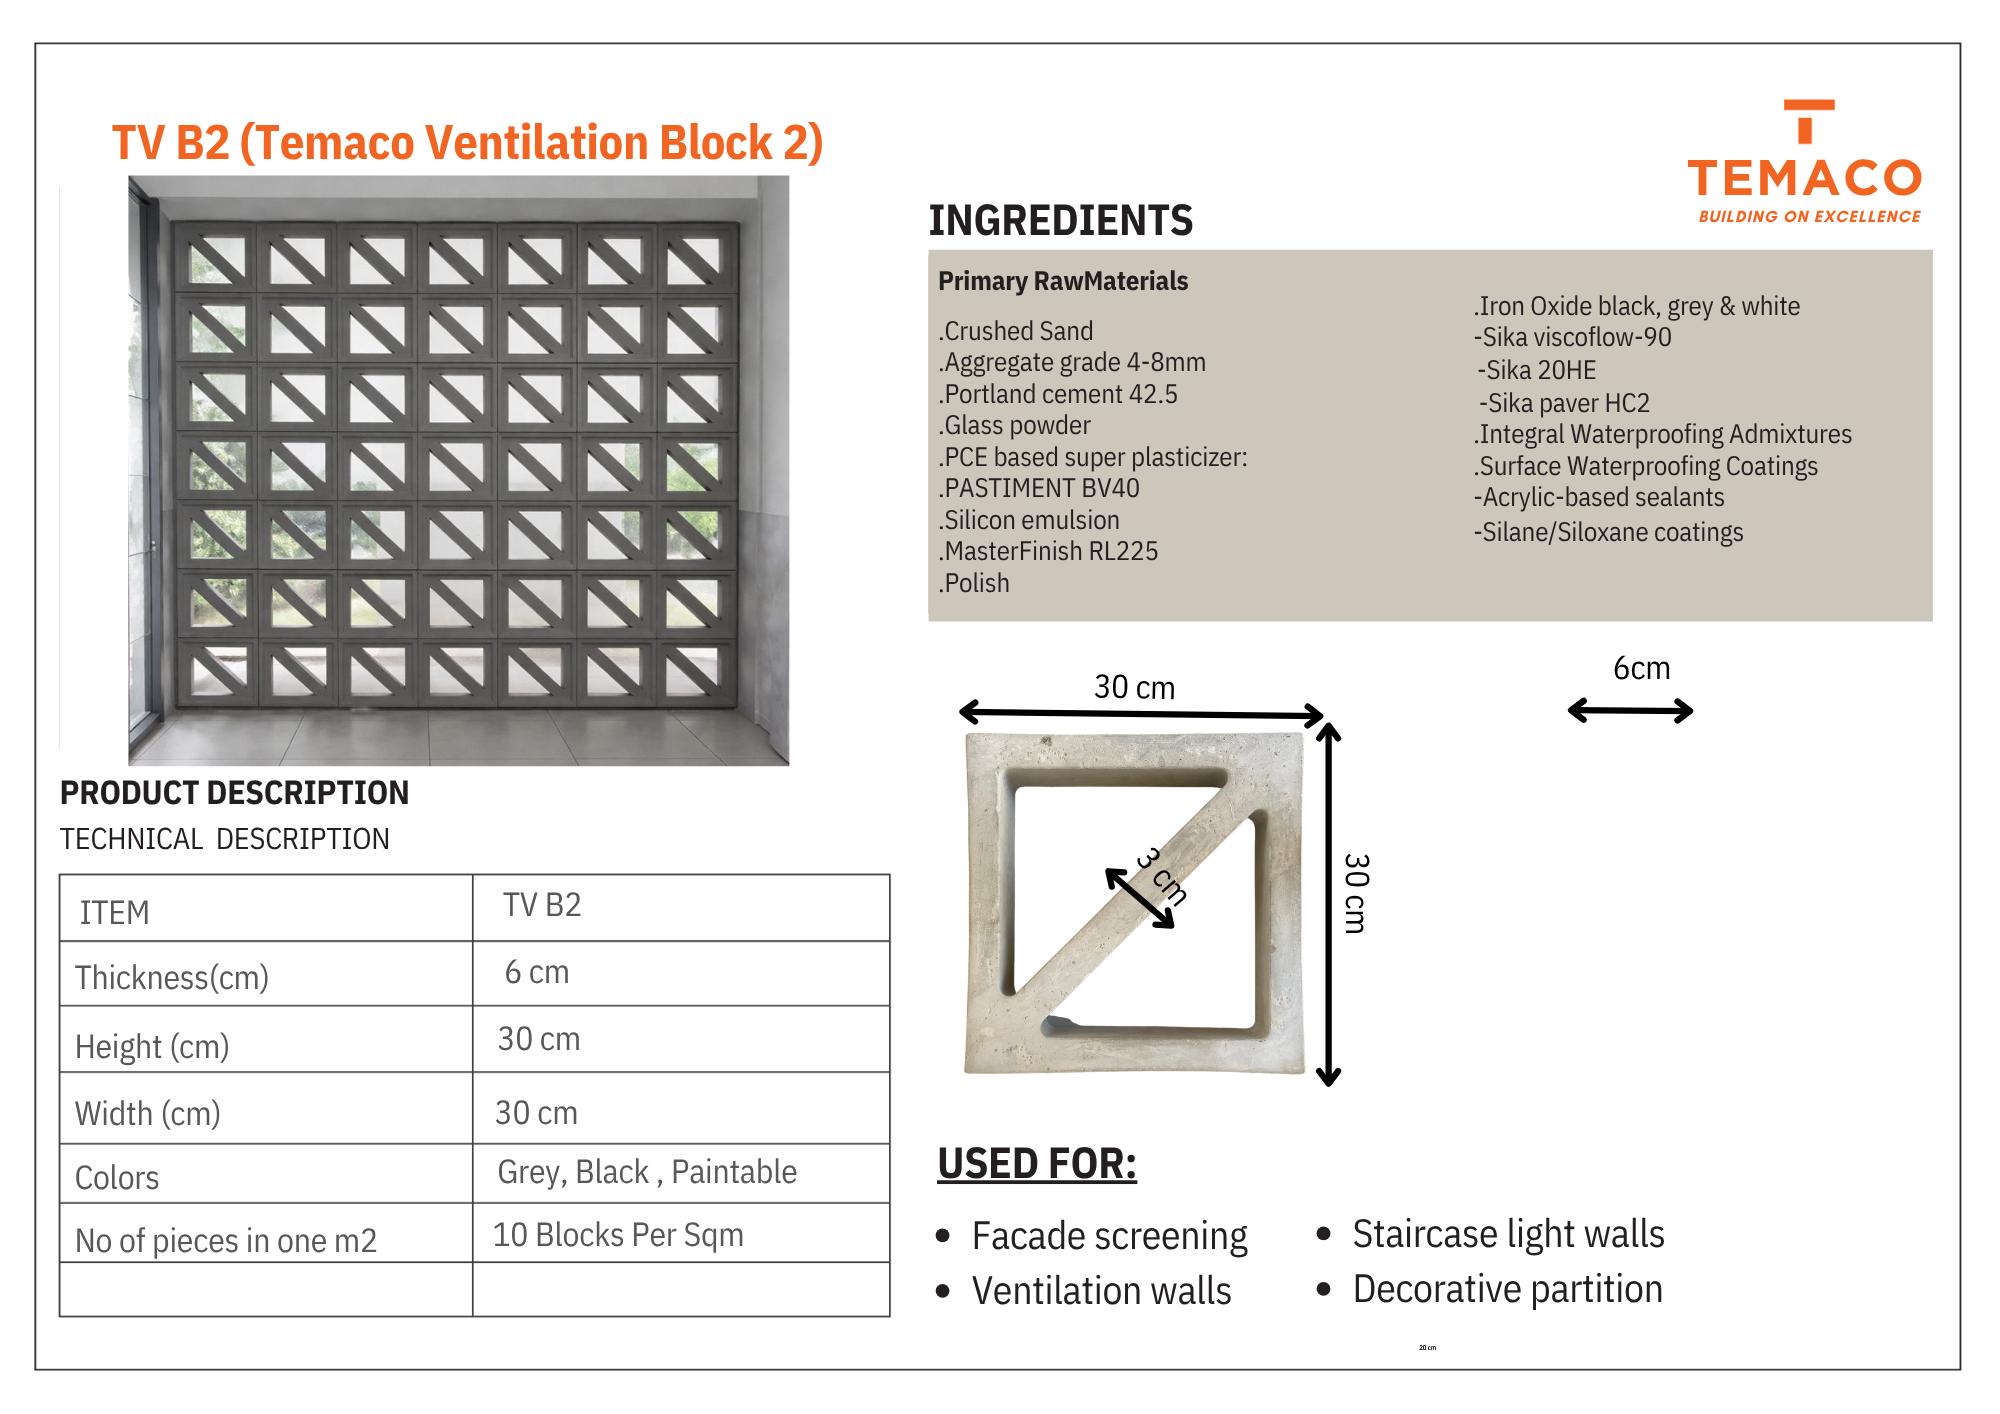 TV B2 (Temaco Ventilation Block 2)
TEMACO
BUILDING ON EXCELLENCE
INGREDIENTS
Primary RawMaterials
.Crushed Sand
.Aggregate grade 4-8mm
.Portland cement 42.5
.Glass powder
.PCE based super plasticizer:
.PASTIMENT BV40
.Silicon emulsion
.MasterFinish RL225
.Polish
.Iron Oxide black, grey & white
-Sika viscoflow-90
-Sika 20HE
-Sika paver HC2
.Integral Waterproofing Admixtures
.Surface Waterproofing Coatings
-Acrylic-based sealants
-Silane/Siloxane coatings
30 cm
6cm
3 cm
30 cm
PRODUCT DESCRIPTION
TECHNICAL DESCRIPTION
ITEM TV B2
Thickness(cm) 6 cm
Height (cm) 30 cm
Width (cm) 30 cm
Colors Grey, Black , Paintable
No of pieces in one m2 10 Blocks Per Sqm
USED FOR:
• Facade screening
• Ventilation walls
• Staircase light walls
• Decorative partition
20 cm